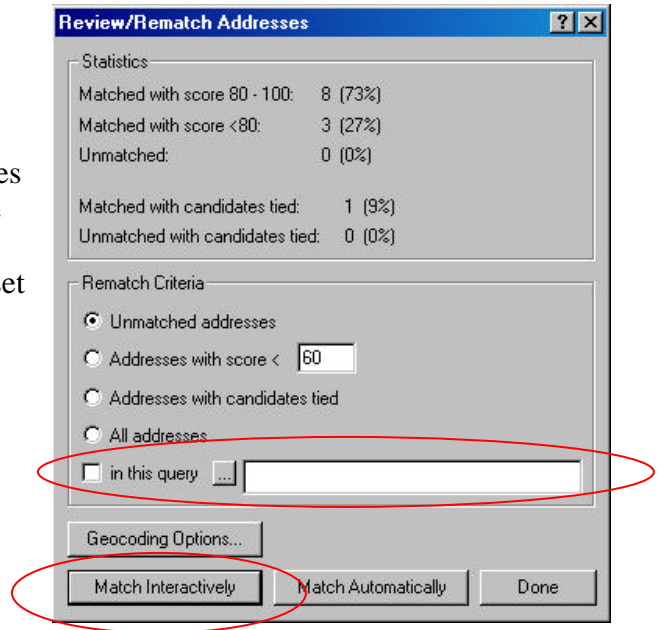 Review/Rematch Addresses
Statistics
Matched with score 80 - 100: 8 (73%)
Matched with score <80: 3 (27%)
Unmatched: 0 (0%)
Matched with candidates tied: 1 (9%)
Unmatched with candidates tied: 0 (0%)
Rematch Criteria
Unmatched addresses
Addresses with score < 60
Addresses with candidates tied
All addresses
in this query ...
Geocoding Options...
Match Interactively Match Automatically Done
es
et